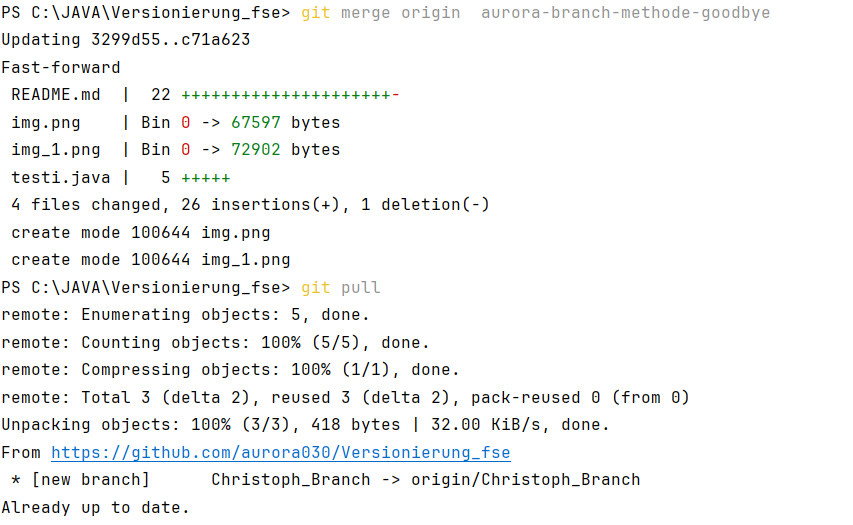 PS C:\JAVA\Versionierung_fse> git merge origin  aurora-branch-methode-goodbye
Updating 3299d55..c71a623
Fast-forward
 README.md  |  22 +++++++++++++++++++++-
 img.png    | Bin 0 -> 67597 bytes
 img_1.png  | Bin 0 -> 72902 bytes
 testi.java |   5 +++++
 4 files changed, 26 insertions(+), 1 deletion(-)
 create mode 100644 img.png
 create mode 100644 img_1.png
PS C:\JAVA\Versionierung_fse> git pull
remote: Enumerating objects: 5, done.
remote: Counting objects: 100% (5/5), done.
remote: Compressing objects: 100% (1/1), done.
remote: Total 3 (delta 2), reused 3 (delta 2), pack-reused 0 (from 0)
Unpacking objects: 100% (3/3), 418 bytes | 32.00 KiB/s, done.
From https://github.com/aurora030/Versionierung_fse
 * [new branch]      Christoph_Branch -> origin/Christoph_Branch
Already up to date.